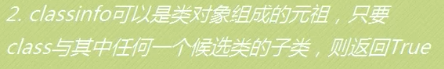 2. classinfo可以是类对象组成的元祖，只要
class与其中任何一个候选类的子类，则返回True